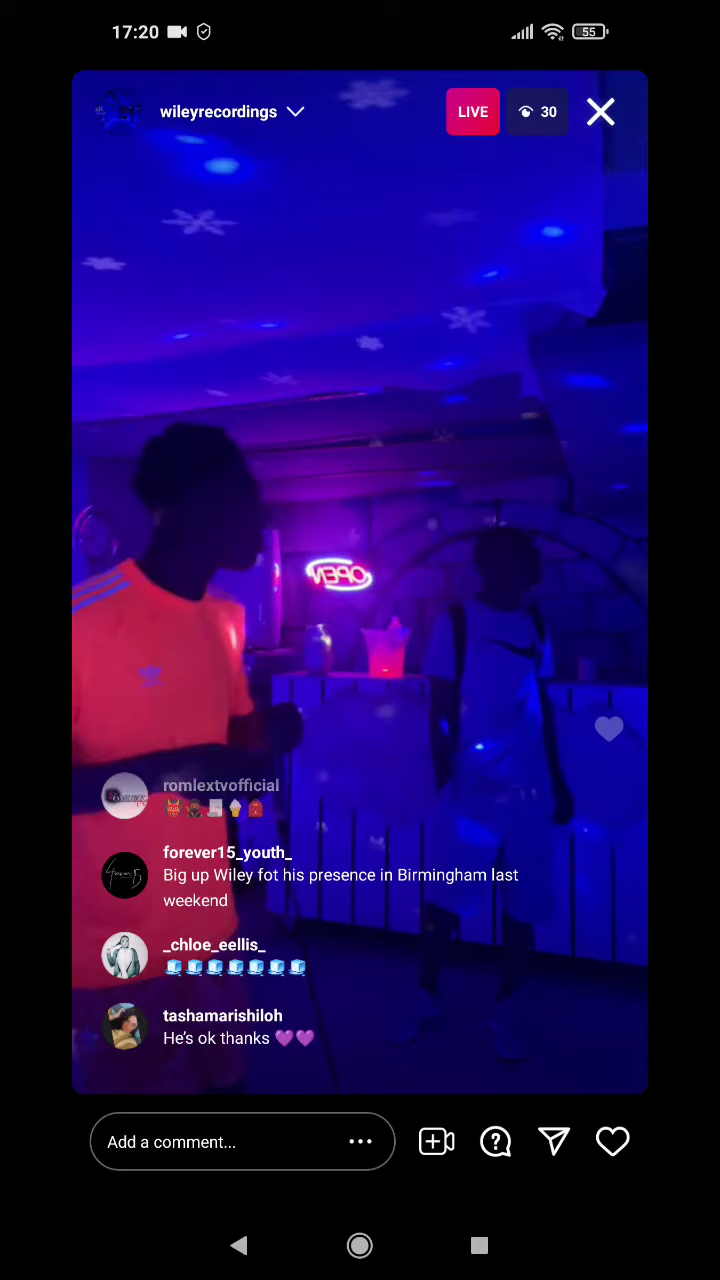 17:20
55
wileyrecordings
LIVE
30
OPEN
romlextvofficial
forever15_youth_
Big up Wiley fot his presence in Birmingham last
weekend
_chloe_eellis_
tashamarishiloh
He's ok thanks 💜💜
Add a comment...